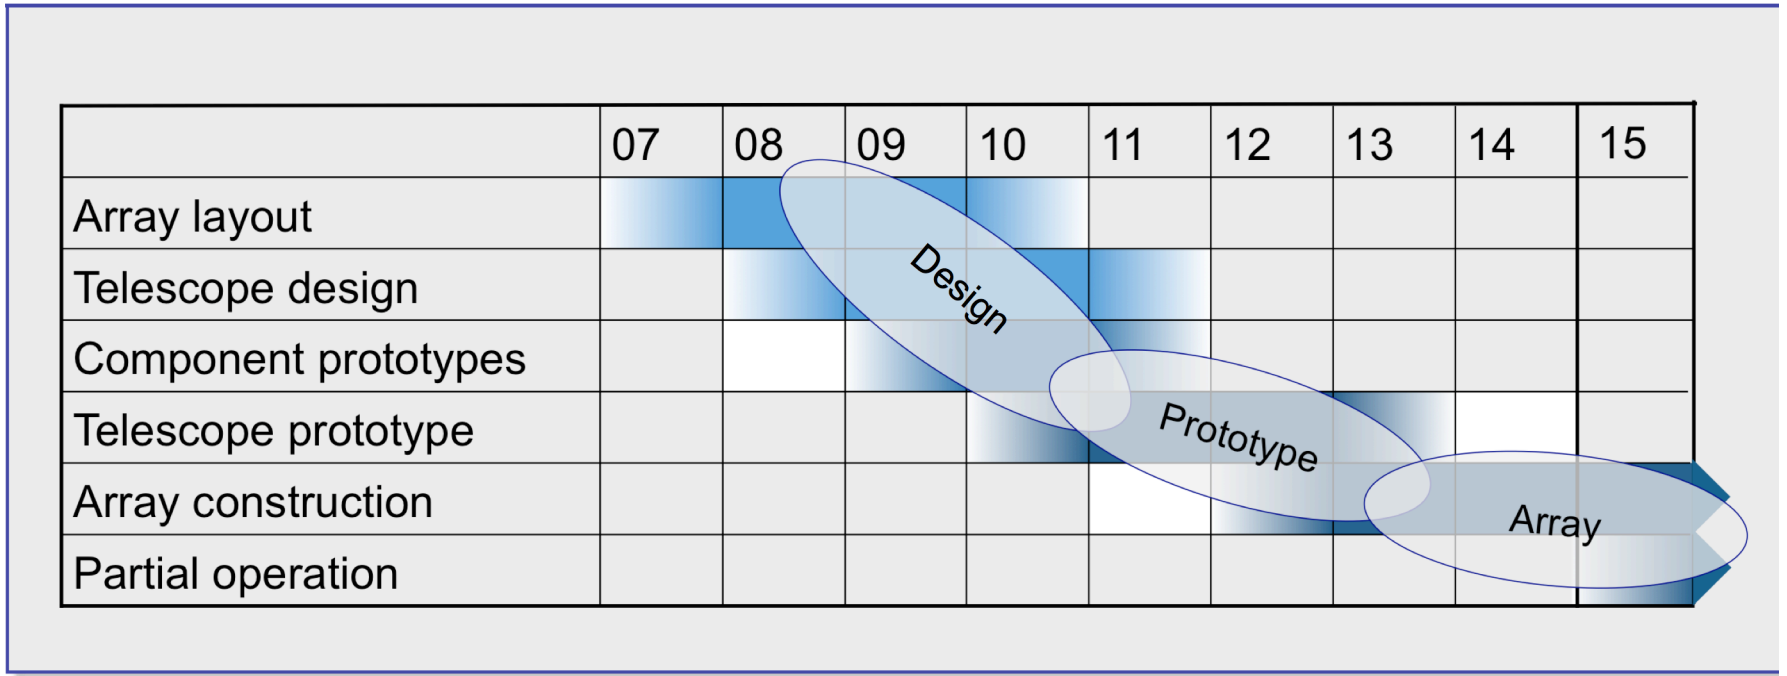 07 08 09 10 11 12 13 14 15
Array layout
Telescope design
Design
Component prototypes
Telescope prototype
Prototype
Array construction
Array
Partial operation